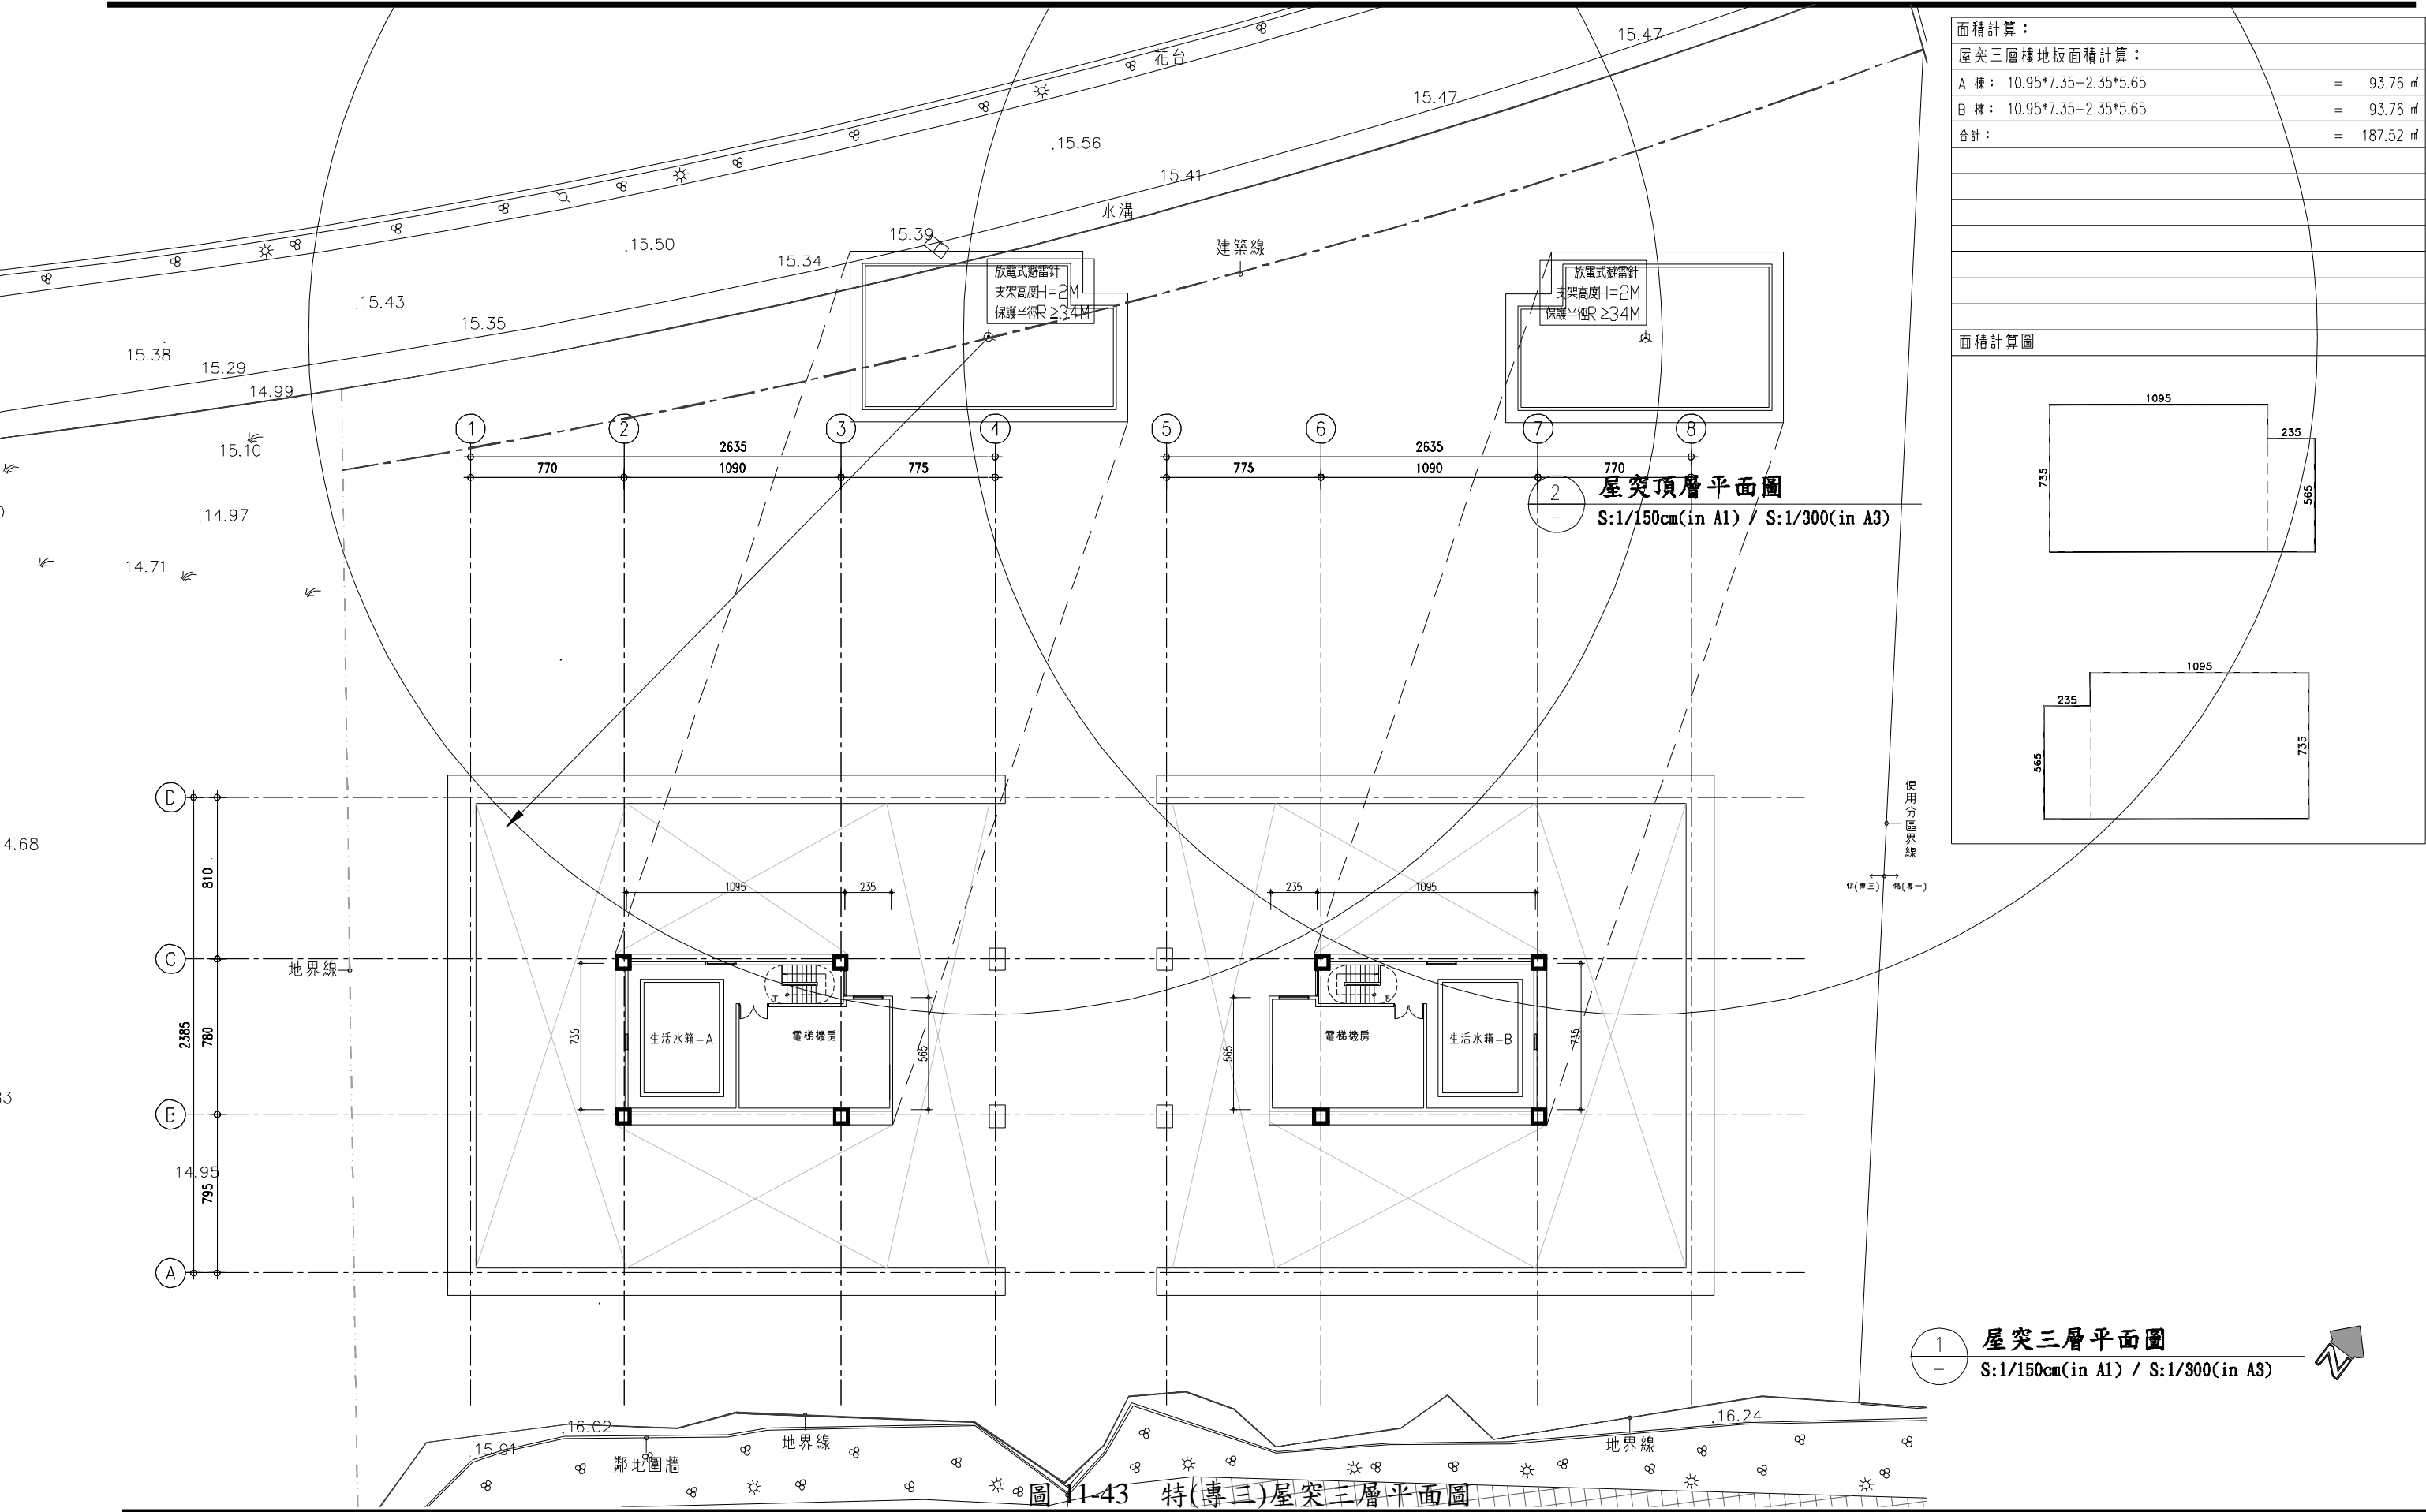 面積計算：
屋突三層樓地板面積計算：
A 棟： 10.95*7.35+2.35*5.65 = 93.76 ㎡
B 棟： 10.95*7.35+2.35*5.65 = 93.76 ㎡
合計： = 187.52 ㎡
面積計算圖
1095
235
735
565
1095
235
565
735
花台
15.47
15.47
.15.56
15.41
水溝
.15.50
15.39
15.34
建築線
.15.43
15.35
15.38
15.29
14.99
15.10
.14.97
.14.71
4.68
14.95
放電式避雷針
支架高度H=2M
保護半徑R≥34M
放電式避雷針
支架高度H=2M
保護半徑R≥34M
1 2 3 4 5 6 7 8
2635 2635
770 1090 775 775 1090 770
2
屋突頂層平面圖
S:1/150cm(in A1) / S:1/300(in A3)
使用分區界線
特(專三) 特(專一)
D
C
B
A
810
2385 780
795
地界線
1095 235
735
565
生活水箱-A
電梯機房
235 1095
565
735
電梯機房
生活水箱-B
1
屋突三層平面圖
S:1/150cm(in A1) / S:1/300(in A3)
N
.16.02
.15.91
鄰地圍牆
地界線
地界線
.16.24
圖 11-43 特(專三)屋突三層平面圖